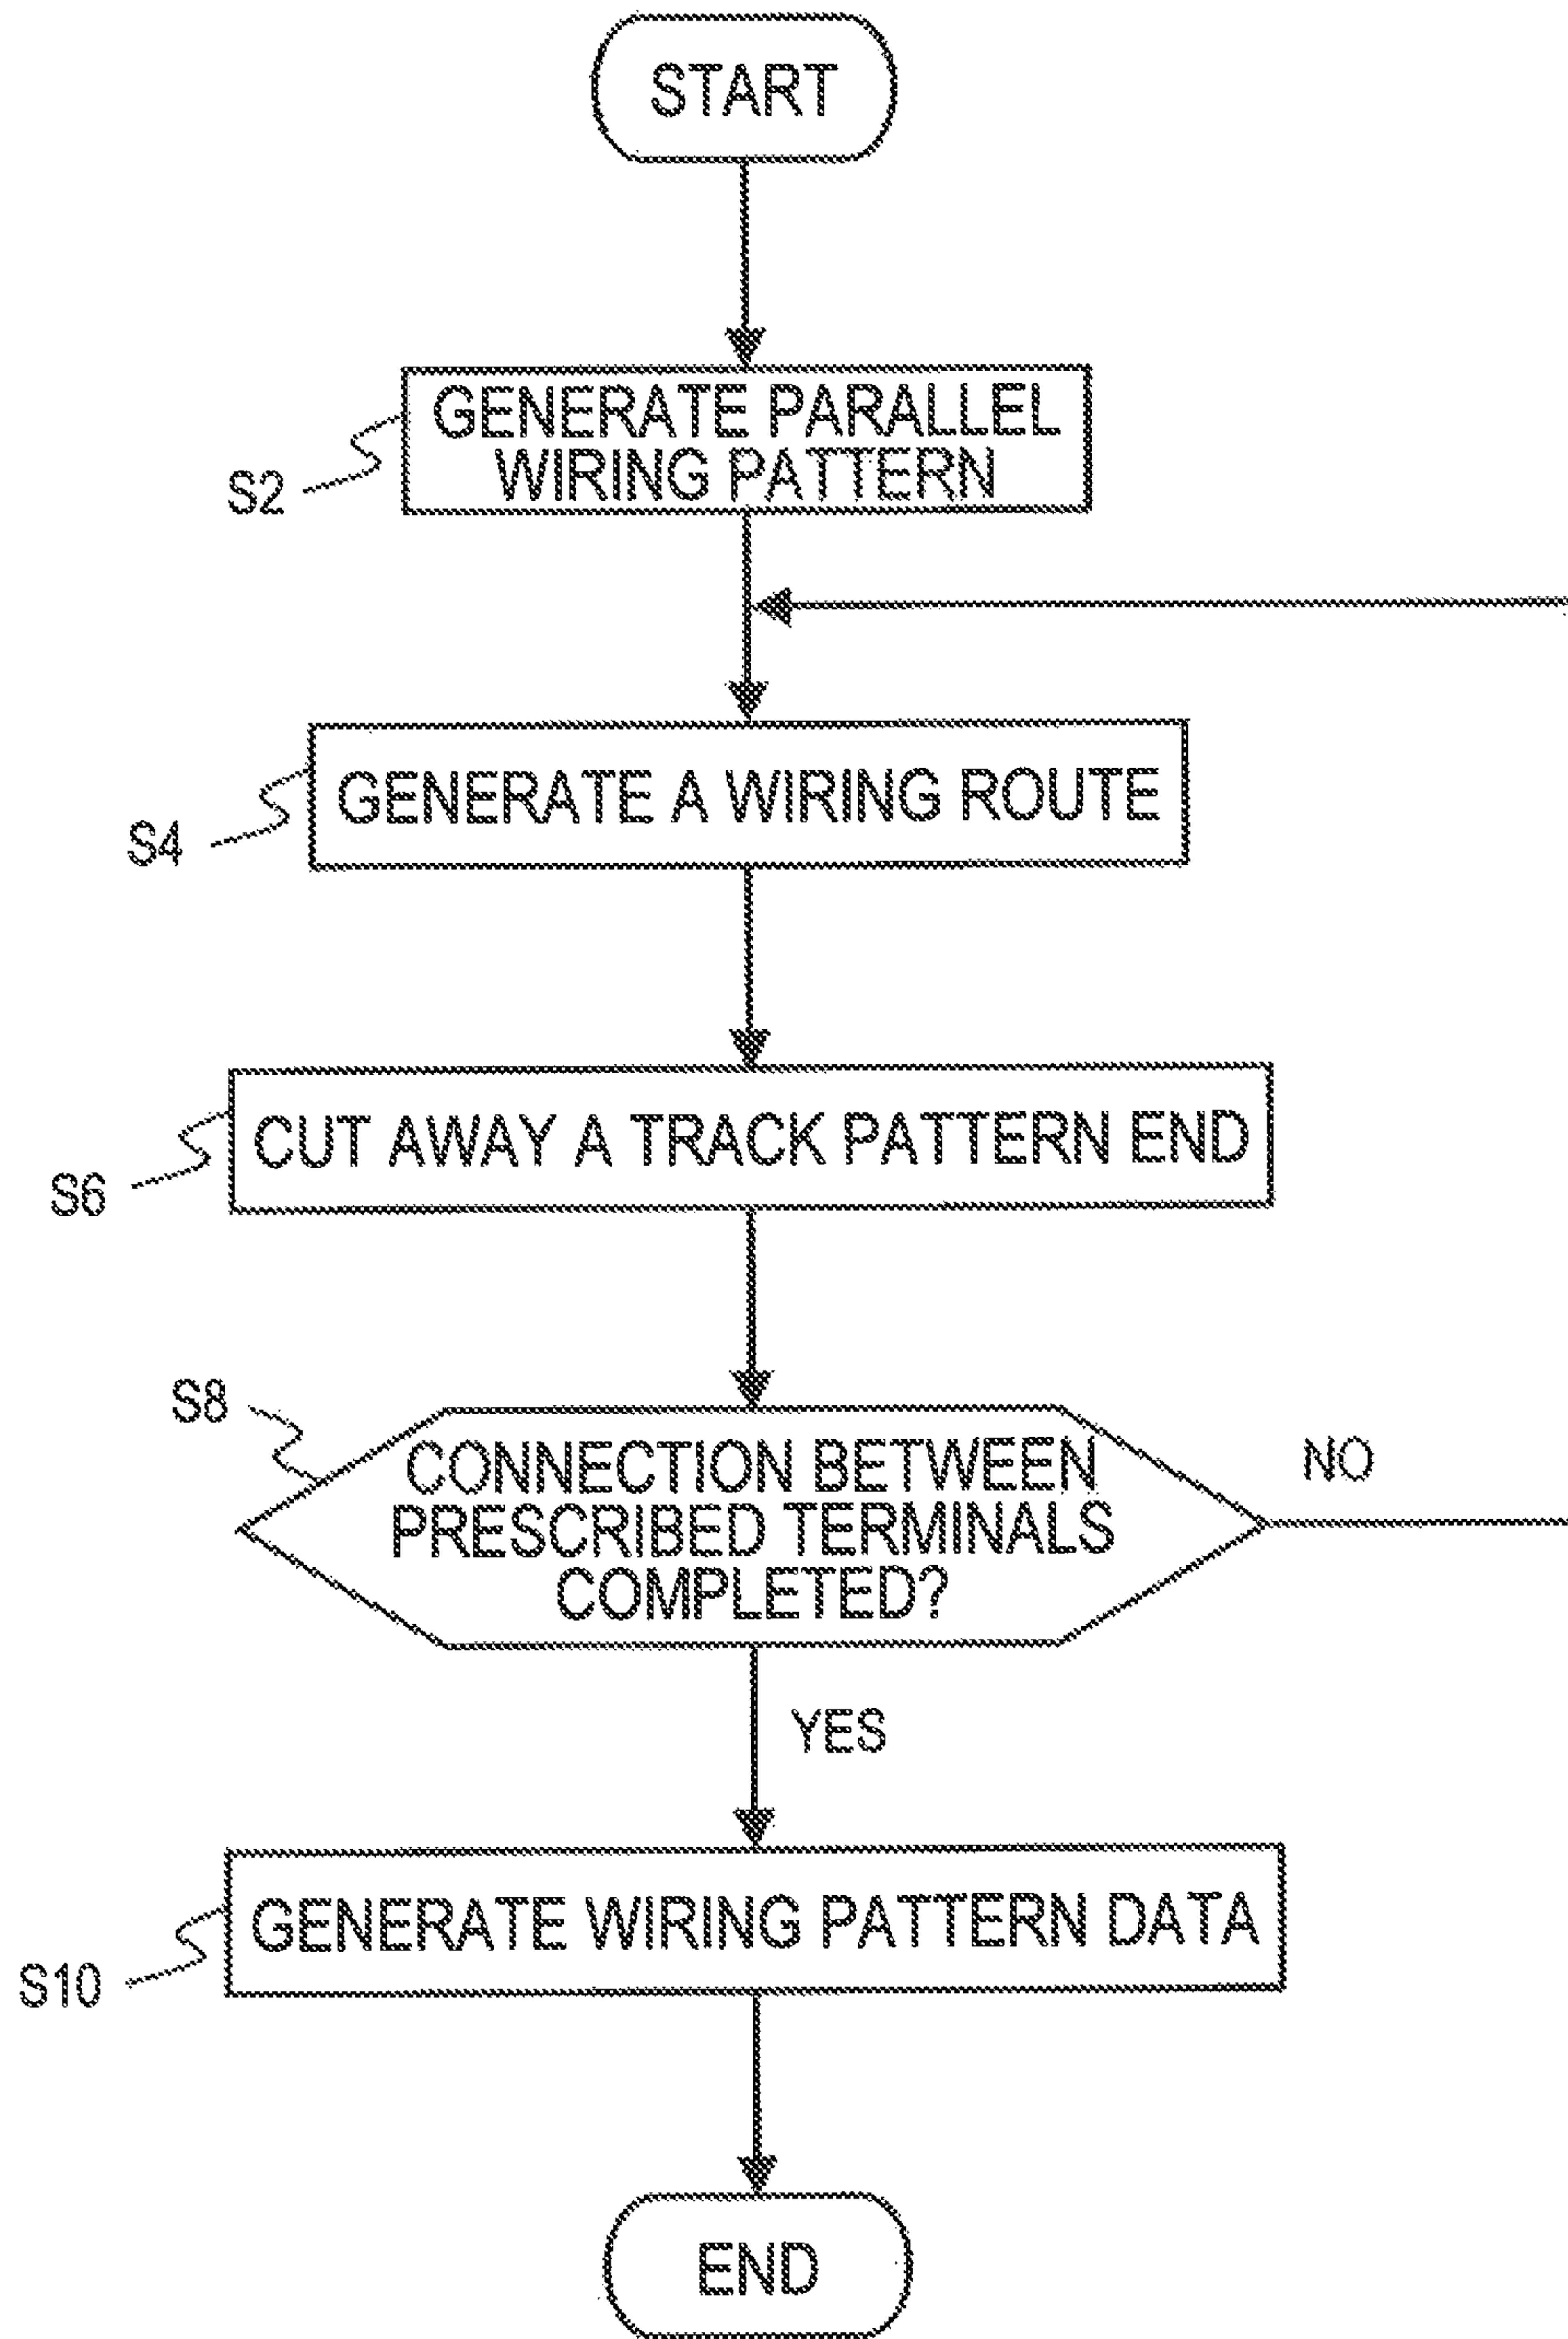 START
GENERATE PARALLEL
WIRING PATTERN
S2
GENERATE A WIRING ROUTE
S4
CUT AWAY A TRACK PATTERN END
S6
S8
CONNECTION BETWEEN
PRESCRIBED TERMINALS
COMPLETED?
NO
YES
GENERATE WIRING PATTERN DATA
S10
END